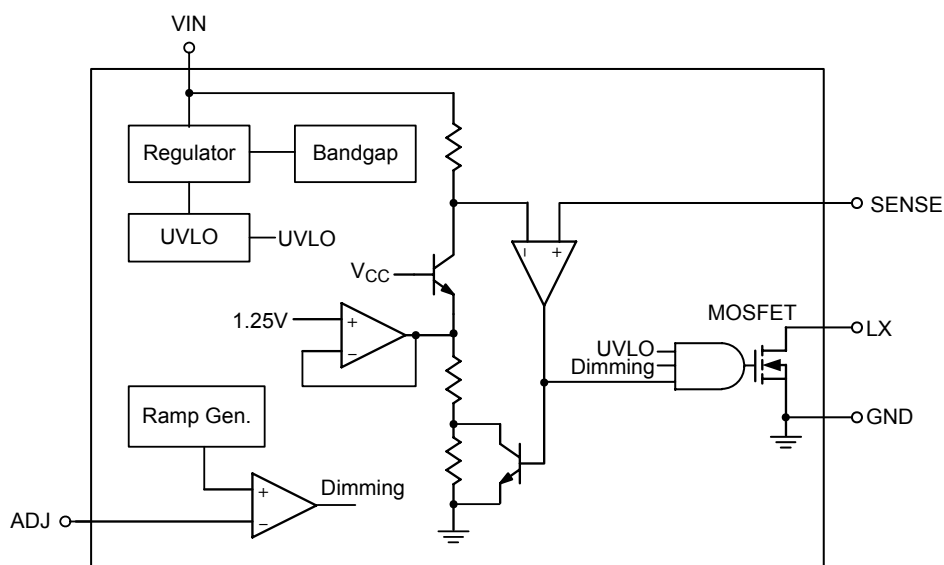 VIN
Regulator
Bandgap
UVLO
UVLO
SENSE
VCC
1.25V
+
−
−
+
MOSFET
LX
UVLO
Dimming
GND
Ramp Gen.
+
−
Dimming
ADJ